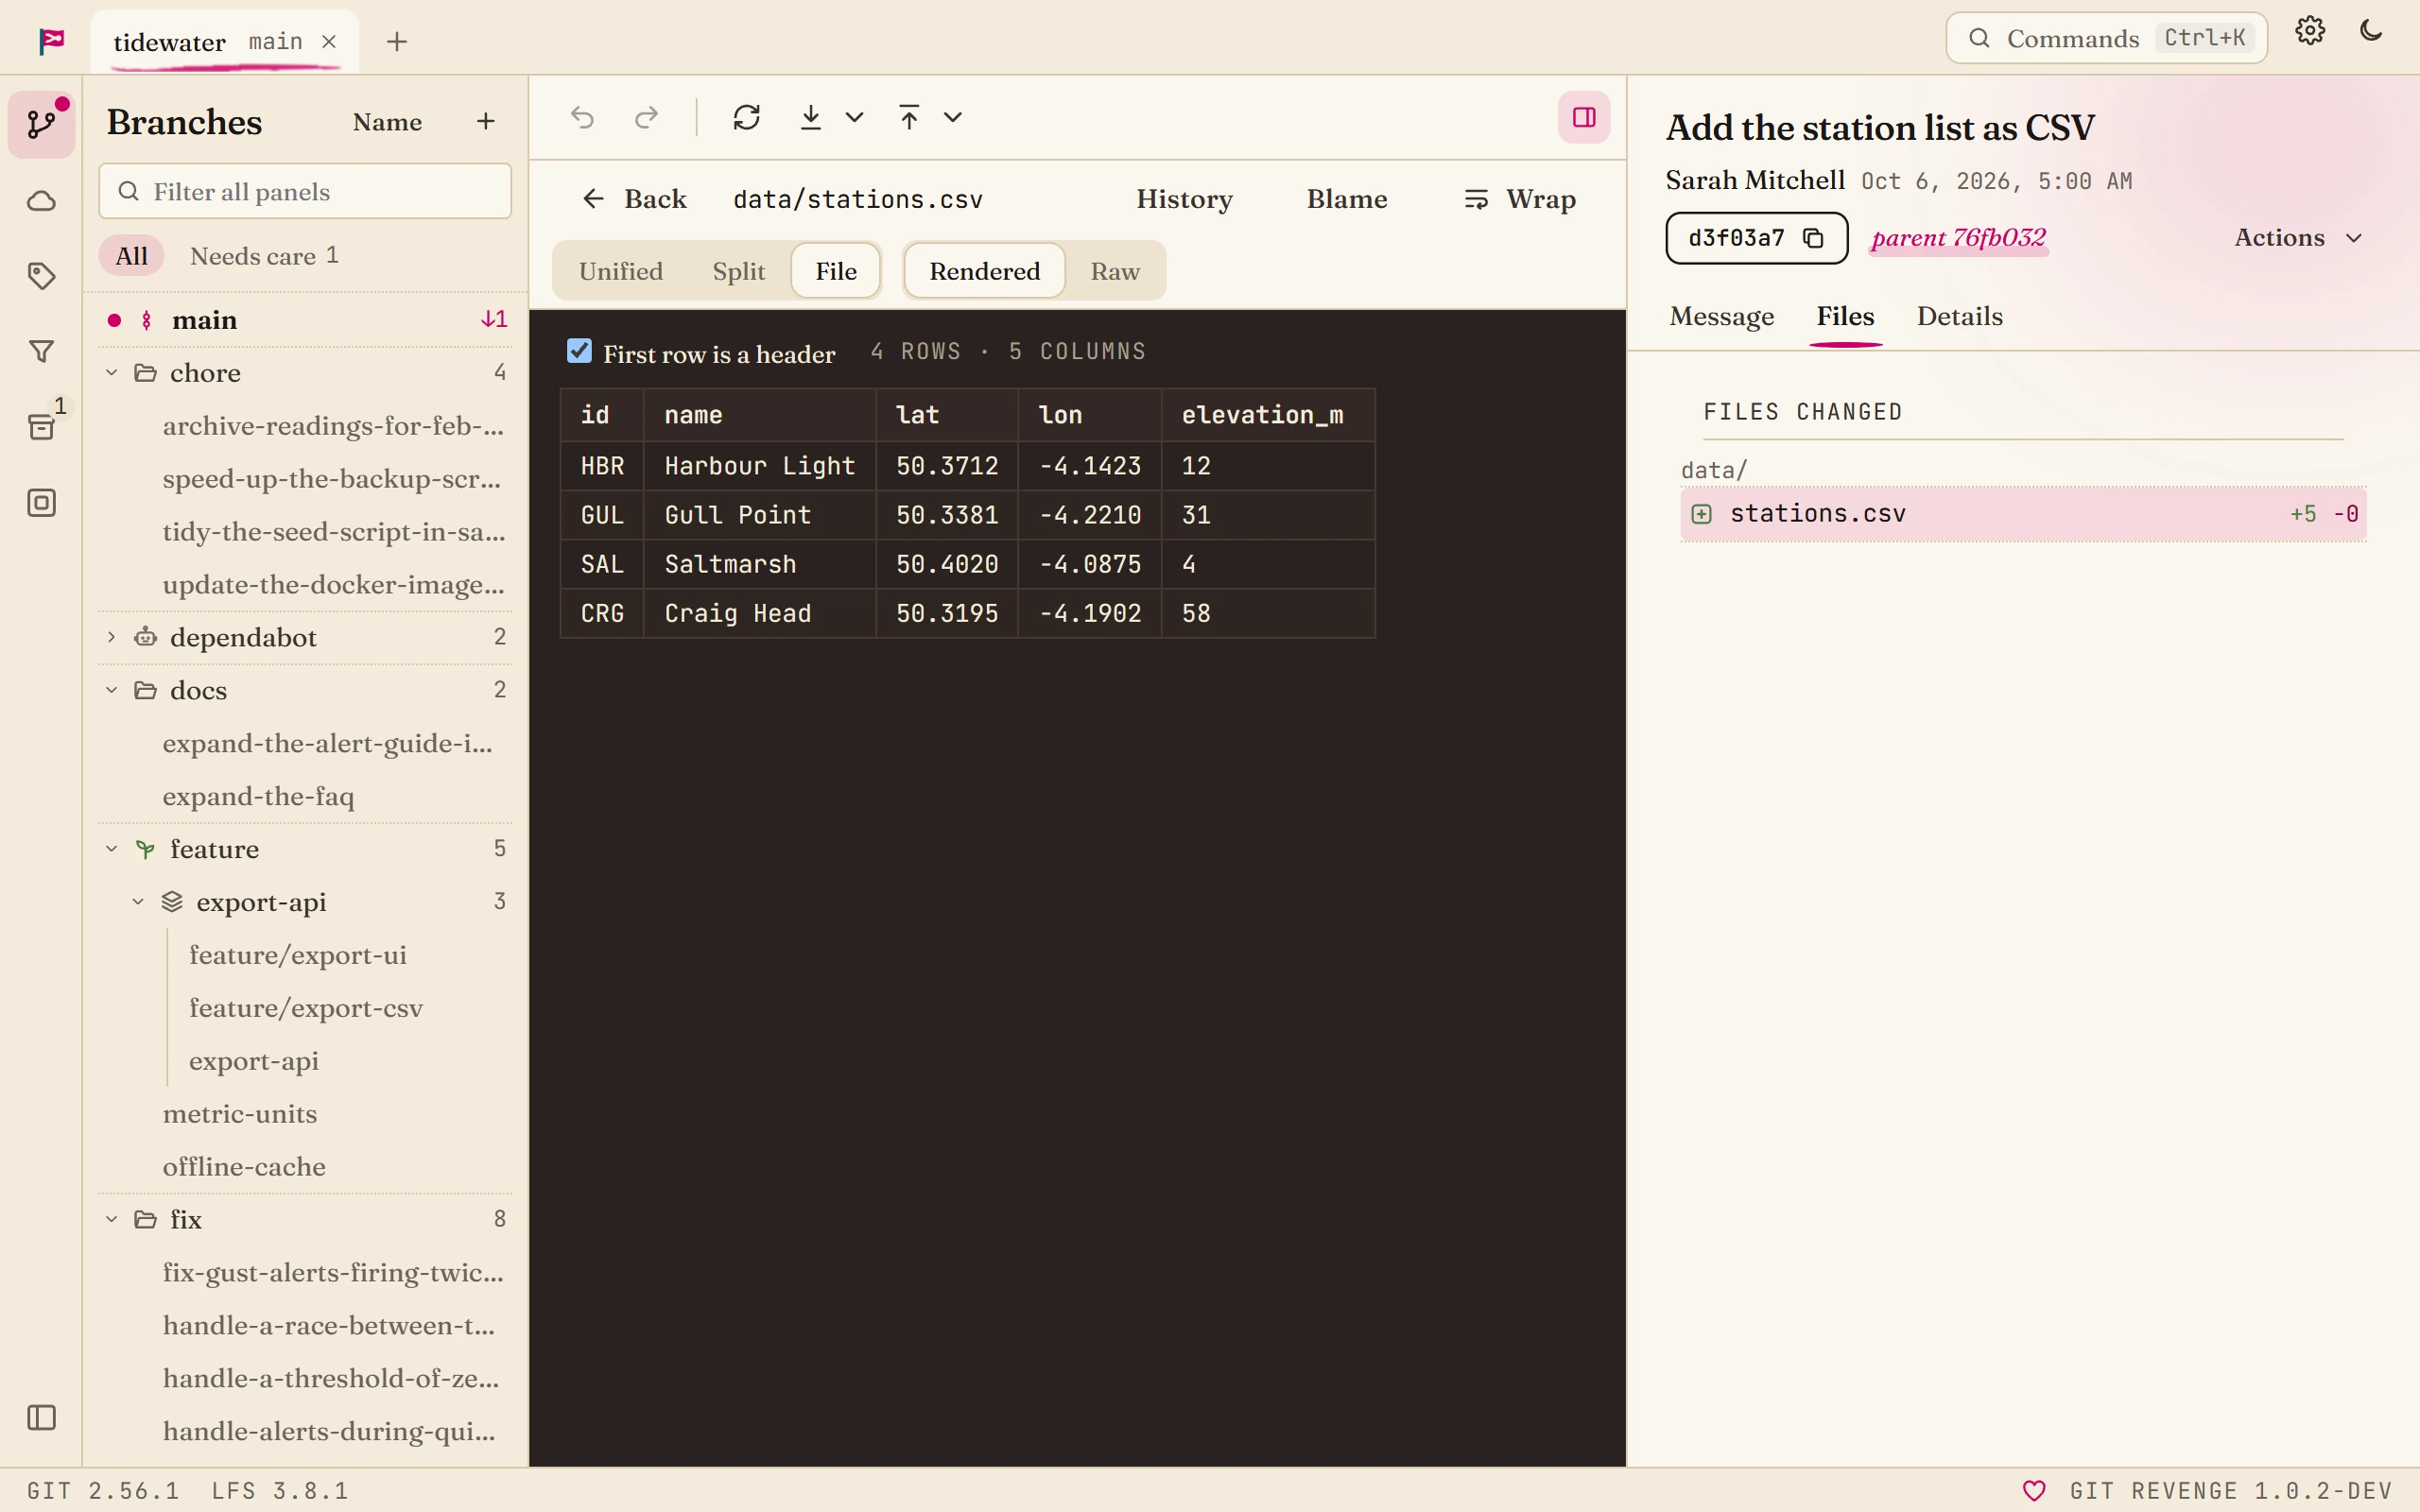 tidewater main
Commands Ctrl+K
Branches Name
Filter all panels
All Needs care 1
main ↓1
chore 4
archive-readings-for-feb-...
speed-up-the-backup-scr...
tidy-the-seed-script-in-sa...
update-the-docker-image...
dependabot 2
docs 2
expand-the-alert-guide-i...
expand-the-faq
feature 5
export-api 3
feature/export-ui
feature/export-csv
export-api
metric-units
offline-cache
fix 8
fix-gust-alerts-firing-twic...
handle-a-race-between-t...
handle-a-threshold-of-ze...
handle-alerts-during-qui...
1
Back data/stations.csv History Blame Wrap
Unified Split File Rendered Raw
First row is a header 4 ROWS · 5 COLUMNS
id name lat lon elevation_m
HBR Harbour Light 50.3712 -4.1423 12
GUL Gull Point 50.3381 -4.2210 31
SAL Saltmarsh 50.4020 -4.0875 4
CRG Craig Head 50.3195 -4.1902 58
Add the station list as CSV
Sarah Mitchell Oct 6, 2026, 5:00 AM
d3f03a7 parent 76fb032 Actions
Message Files Details
FILES CHANGED
data/
stations.csv +5 -0
GIT 2.56.1 LFS 3.8.1
GIT REVENGE 1.0.2-DEV